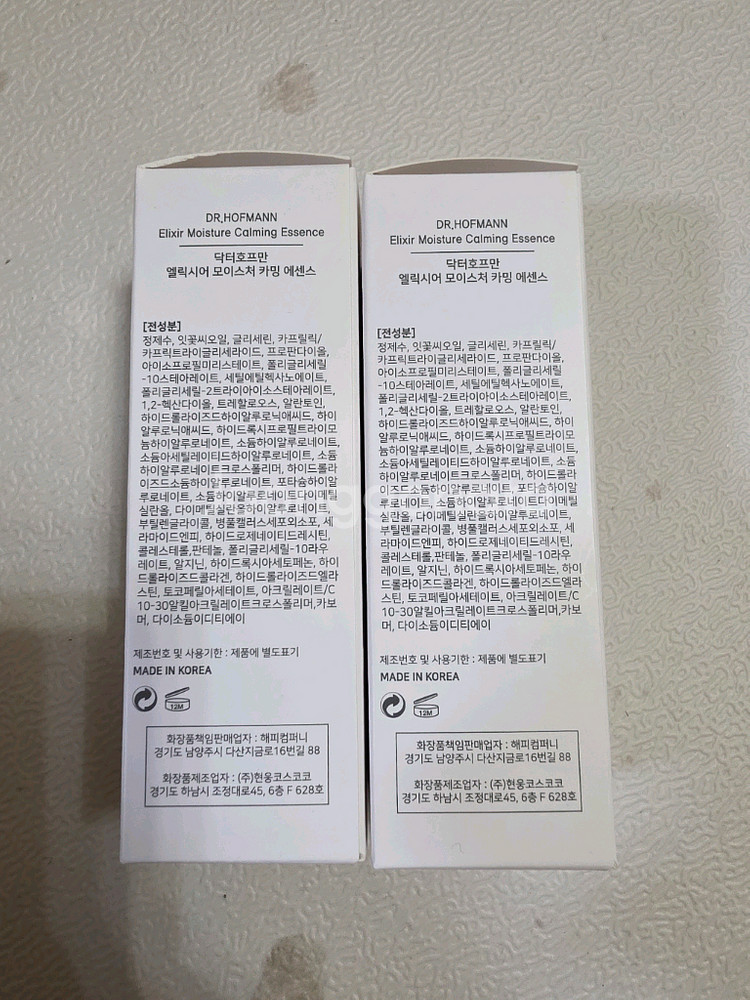 DR,HOFMANN
Elixir Moisture Calming Essence
닥터호프만
엘릭시어 모이스처 카밍 에센스
[전성분]
정제수, 잇꽃씨오일, 글리세린, 카프릴릭/
카프릭트라이글리세라이드, 프로판다이올,
아이소프로필미리스테이트, 폴리글리세릴
-10스테아레이트, 세틸에틸헥사노에이트,
폴리글리세릴-2트라이아이소스테아레이트,
1,2-헥산다이올, 트레할로오스, 알란토인,
하이드롤라이즈드하이알루로닉애씨드, 하이
알루로닉애씨드, 하이드록시프로필트라이모
늄하이알루로네이트, 소듐하이알루로네이트,
소듐아세틸레이티드하이알루로네이트, 소듐
하이알루로네이트크로스폴리머, 하이드롤라
이즈드소듐하이알루로네이트, 포타슘하이알
루로네이트, 소듐하이알루로네이트다이메틸
실란올, 다이메틸실란올하이알루로네이트,
부틸렌글라이콜, 병풀캘러스세포외소포, 세
라마이드엔피, 하이드로제네이티드레시틴,
콜레스테롤,판테놀, 폴리글리세릴-10라우
레이트, 알지닌, 하이드록시아세토페논, 하이
드롤라이즈드콜라겐, 하이드롤라이즈드엘라
스틴, 토코페릴아세테이트, 아크릴레이트/C
10-30알킬아크릴레이트크로스폴리머,카보
머, 다이소듐이디티에이
제조번호 및 사용기한 : 제품에 별도표기
MADE IN KOREA
12M
화장품책임판매업자 : 해피컴퍼니
경기도 남양주시 다산지금로16번길 88
화장품제조업자 : (주)현웅코스코코
경기도 하남시 조정대로45, 6층 F 628호
DR,HOFMANN
Elixir Moisture Calming Essence
닥터호프만
엘릭시어 모이스처 카밍 에센스
[전성분]
정제수, 잇꽃씨오일, 글리세린, 카프릴릭/
카프릭트라이글리세라이드, 프로판다이올,
아이소프로필미리스테이트, 폴리글리세릴
-10스테아레이트, 세틸에틸헥사노에이트,
폴리글리세릴-2트라이아이소스테아레이트,
1,2-헥산다이올, 트레할로오스, 알란토인,
하이드롤라이즈드하이알루로닉애씨드, 하이
알루로닉애씨드, 하이드록시프로필트라이모
늄하이알루로네이트, 소듐하이알루로네이트,
소듐아세틸레이티드하이알루로네이트, 소듐
하이알루로네이트크로스폴리머, 하이드롤라
이즈드소듐하이알루로네이트, 포타슘하이알
루로네이트, 소듐하이알루로네이트다이메틸
실란올, 다이메틸실란올하이알루로네이트,
부틸렌글라이콜, 병풀캘러스세포외소포, 세
라마이드엔피, 하이드로제네이티드레시틴,
콜레스테롤,판테놀, 폴리글리세릴-10라우
레이트, 알지닌, 하이드록시아세토페논, 하이
드롤라이즈드콜라겐, 하이드롤라이즈드엘라
스틴, 토코페릴아세테이트, 아크릴레이트/C
10-30알킬아크릴레이트크로스폴리머,카보
머, 다이소듐이디티에이
제조번호 및 사용기한 : 제품에 별도표기
MADE IN KOREA
12M
화장품책임판매업자 : 해피컴퍼니
경기도 남양주시 다산지금로16번길 88
화장품제조업자 : (주)현웅코스코코
경기도 하남시 조정대로45, 6층 F 628호